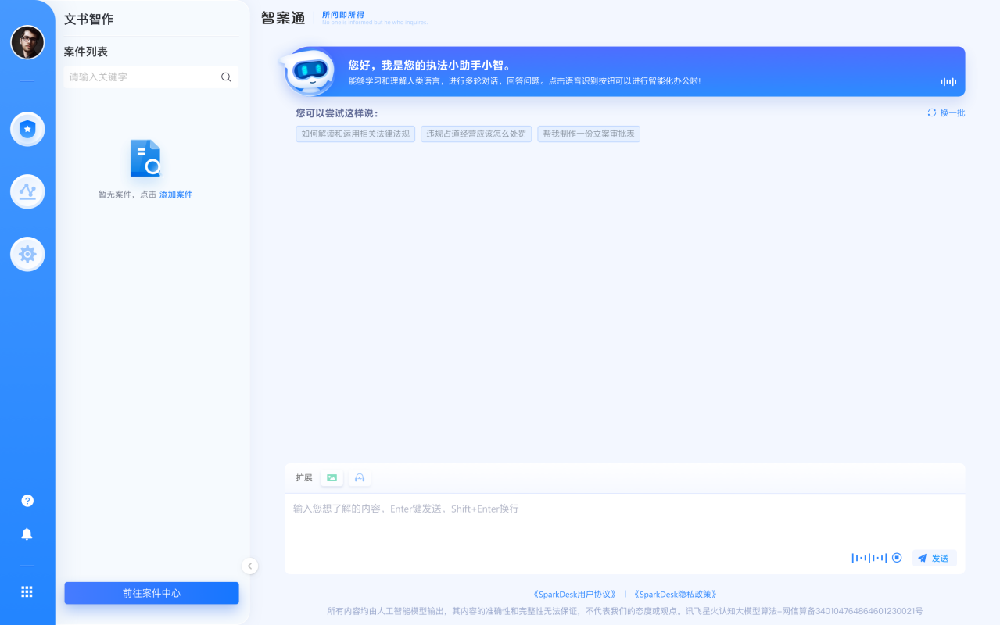 文书智作
案件列表
请输入关键字
暂无案件，点击 添加案件
前往案件中心
智案通
所问即所得
No one is informed but he who inquires.
您好，我是您的执法小助手小智。
能够学习和理解人类语言，进行多轮对话，回答问题。点击语音识别按钮可以进行智能化办公啦!
您可以尝试这样说：
换一批
如何解读和运用相关法律法规
违规占道经营应该怎么处罚
帮我制作一份立案审批表
扩展
输入您想了解的内容，Enter键发送，Shift+Enter换行
发送
《SparkDesk用户协议》 | 《SparkDesk隐私政策》
所有内容均由人工智能模型输出，其内容的准确性和完整性无法保证，不代表我们的态度或观点。讯飞星火认知大模型算法-网信算备340104764864601230021号